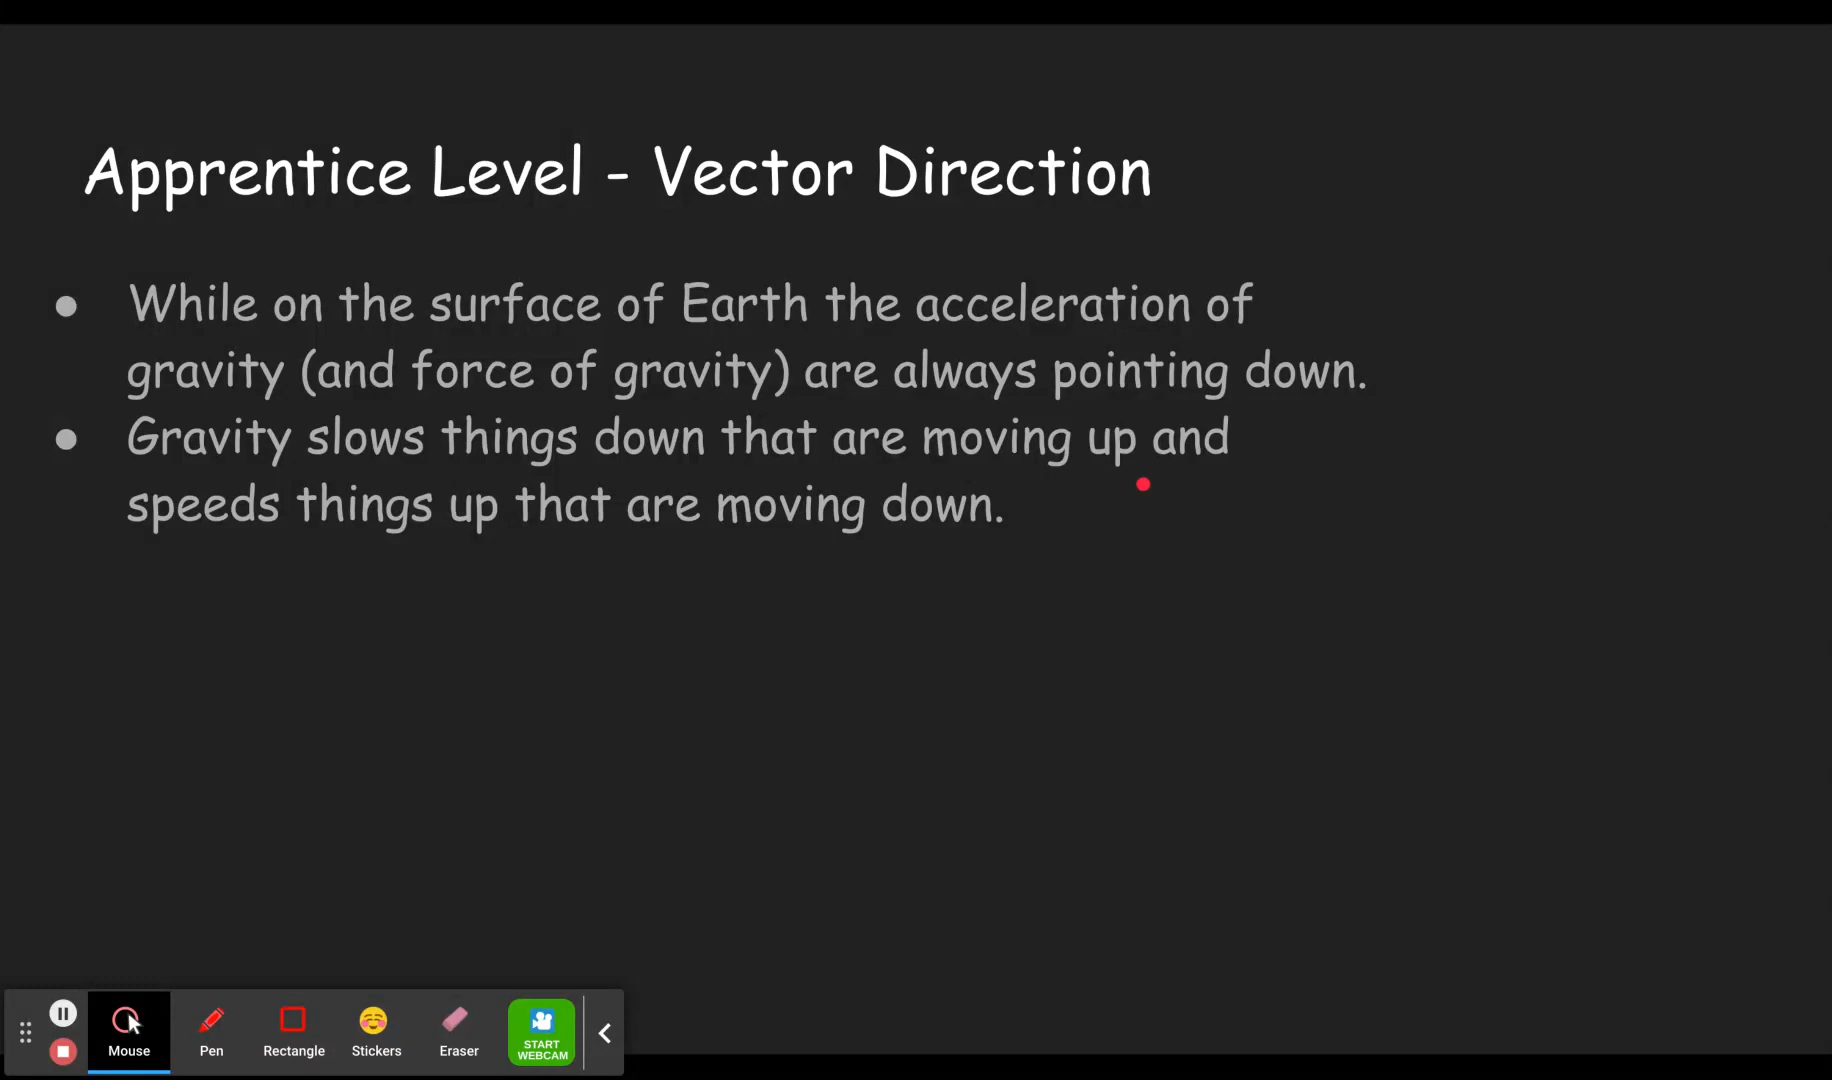 Apprentice Level - Vector Direction
● While on the surface of Earth the acceleration of
gravity (and force of gravity) are always pointing down.
● Gravity slows things down that are moving up and
speeds things up that are moving down.
Mouse
Pen
Rectangle
Stickers
Eraser
START
WEBCAM